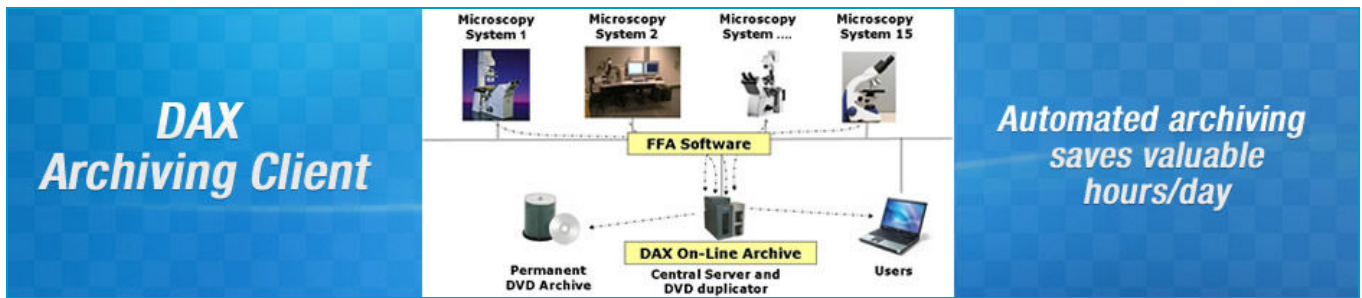 DAX
Archiving Client
Microscopy
System 1
Microscopy
System 2
Microscopy
System ....
Microscopy
System 15
FFA Software
DAX On-Line Archive
Permanent
DVD Archive
Central Server and
DVD duplicator
Users
Automated archiving
saves valuable
hours/day